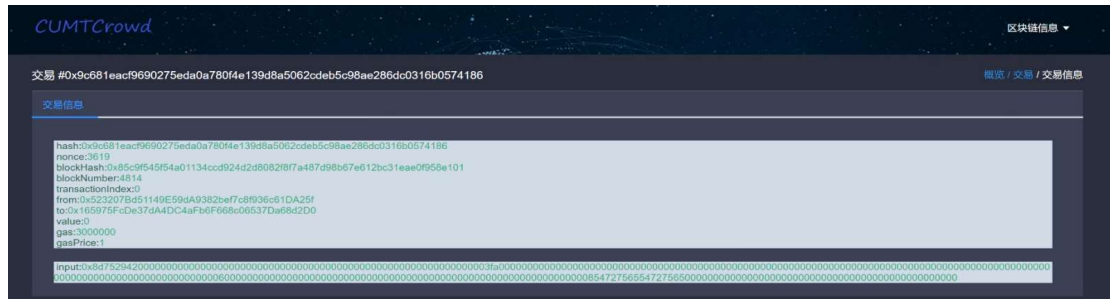 CUMTCrowd
区块链信息
交易 #0x9c681eacf9690275eda0a780f4e139d8a5062cdeb5c98ae286dc0316b0574186
概览 / 交易 / 交易信息
交易信息
hash:0x9c681eacf9690275eda0a780f4e139d8a5062cdeb5c98ae286dc0316b0574186
nonce:3619
blockHash:0x85c9f545f54a01134ccd924d2d8082f8f7a487d98b67e612bc31eae0f958e101
blockNumber:4814
transactionIndex:0
from:0x523207Bd51149E59dA9382bef7c8f936c61DA25f
to:0x165975FcDe37dA4DC4aFb6F668c06537Da68d2D0
value:0
gas:3000000
gasPrice:1